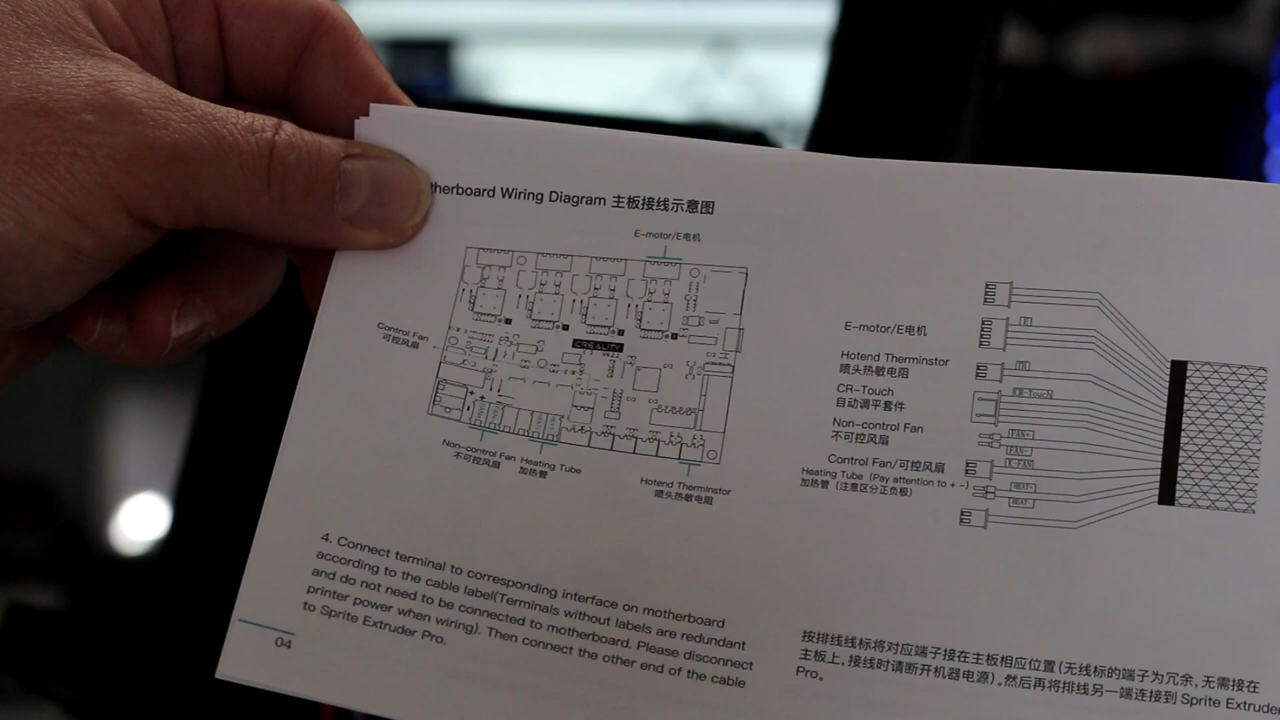 therboard Wiring Diagram 主板接线示意图
E-motor/E电机
Control Fan
可控风扇
CREALITY
V4.2.2
Non-control Fan
不可控风扇
Heating Tube
加热管
Hotend Therminstor
喷头热敏电阻
E-motor/E电机
Hotend Therminstor
喷头热敏电阻
CR-Touch
自动调平套件
Non-control Fan
不可控风扇
Control Fan/可控风扇
Heating Tube (Pay attention to + -)
加热管 (注意区分正负极)
E
TH
CR-Touch
FAN+
FAN-
K-FAN
HEAT+
HEAT-
4. Connect terminal to corresponding interface on motherboard
according to the cable label(Terminals without labels are redundant
and do not need to be connected to motherboard. Please disconnect
printer power when wiring). Then connect the other end of the cable
to Sprite Extruder Pro.
04
按排线线标将对应端子接在主板相应位置(无线标的端子为冗余,无需接在
主板上,接线时请断开机器电源)。然后再将排线另一端连接到 Sprite Extruder
Pro。